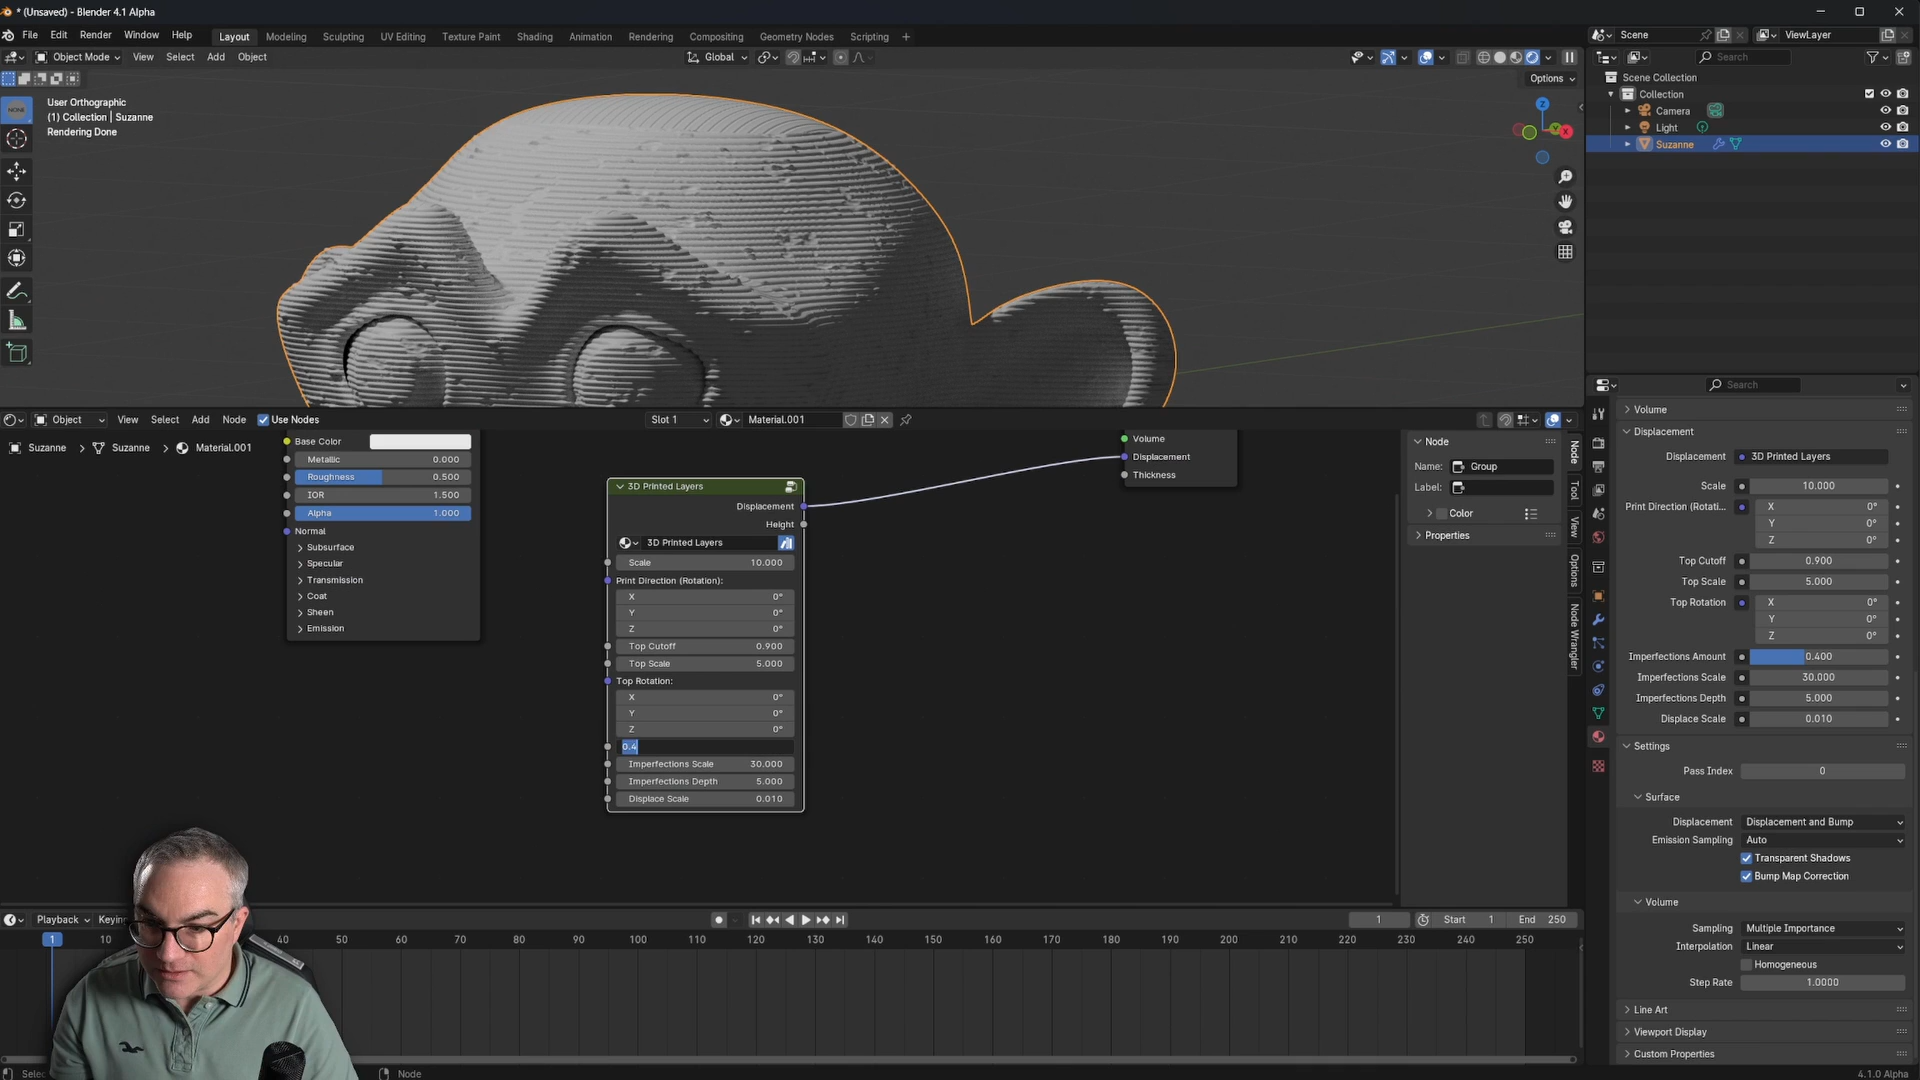 * (Unsaved) - Blender 4.1 Alpha
File Edit Render Window Help
Layout Modeling Sculpting UV Editing Texture Paint Shading Animation Rendering Compositing Geometry Nodes Scripting +
Scene
ViewLayer
Object Mode View Select Add Object
Global
Search
Options
User Orthographic
(1) Collection | Suzanne
Rendering Done
Z
X
Y
Scene Collection
Collection
Camera
Light
Suzanne
Object View Select Add Node Use Nodes
Slot 1
Material.001
Suzanne > Suzanne > Material.001
Base Color
Metallic 0.000
Roughness 0.500
IOR 1.500
Alpha 1.000
Normal
Subsurface
Specular
Transmission
Coat
Sheen
Emission
3D Printed Layers
Displacement
Height
3D Printed Layers
Scale 10.000
Print Direction (Rotation):
X 0°
Y 0°
Z 0°
Top Cutoff 0.900
Top Scale 5.000
Top Rotation:
X 0°
Y 0°
Z 0°
0.4
Imperfections Scale 30.000
Imperfections Depth 5.000
Displace Scale 0.010
Volume
Displacement
Thickness
Node
Name: Group
Label:
Color
Properties
Node
Tool
View
Options
Node Wrangler
Search
Volume
Displacement
Displacement 3D Printed Layers
Scale 10.000
Print Direction (Rotati... X 0°
Y 0°
Z 0°
Top Cutoff 0.900
Top Scale 5.000
Top Rotation X 0°
Y 0°
Z 0°
Imperfections Amount 0.400
Imperfections Scale 30.000
Imperfections Depth 5.000
Displace Scale 0.010
Settings
Pass Index 0
Surface
Displacement Displacement and Bump
Emission Sampling Auto
Transparent Shadows
Bump Map Correction
Volume
Sampling Multiple Importance
Interpolation Linear
Homogeneous
Step Rate 1.0000
Line Art
Viewport Display
Custom Properties
Playback Keying
1 Start 1 End 250
1 10 40 50 60 70 80 90 100 110 120 130 140 150 160 170 180 190 200 210 220 230 240 250
Selec
Node
4.1.0 Alpha